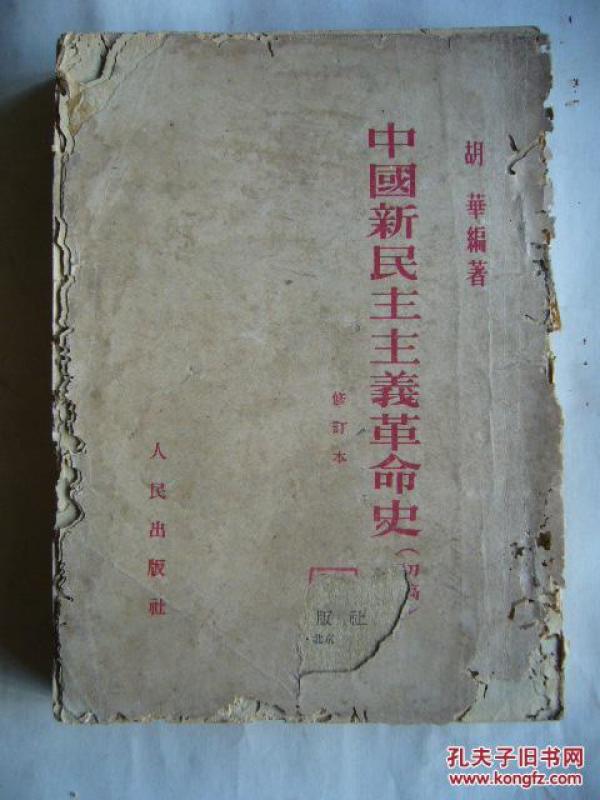 胡華編著
中國新民主主義革命史(初稿)
修訂本
人民出版社
版社
·北京
孔夫子旧书网
www.kongfz.com